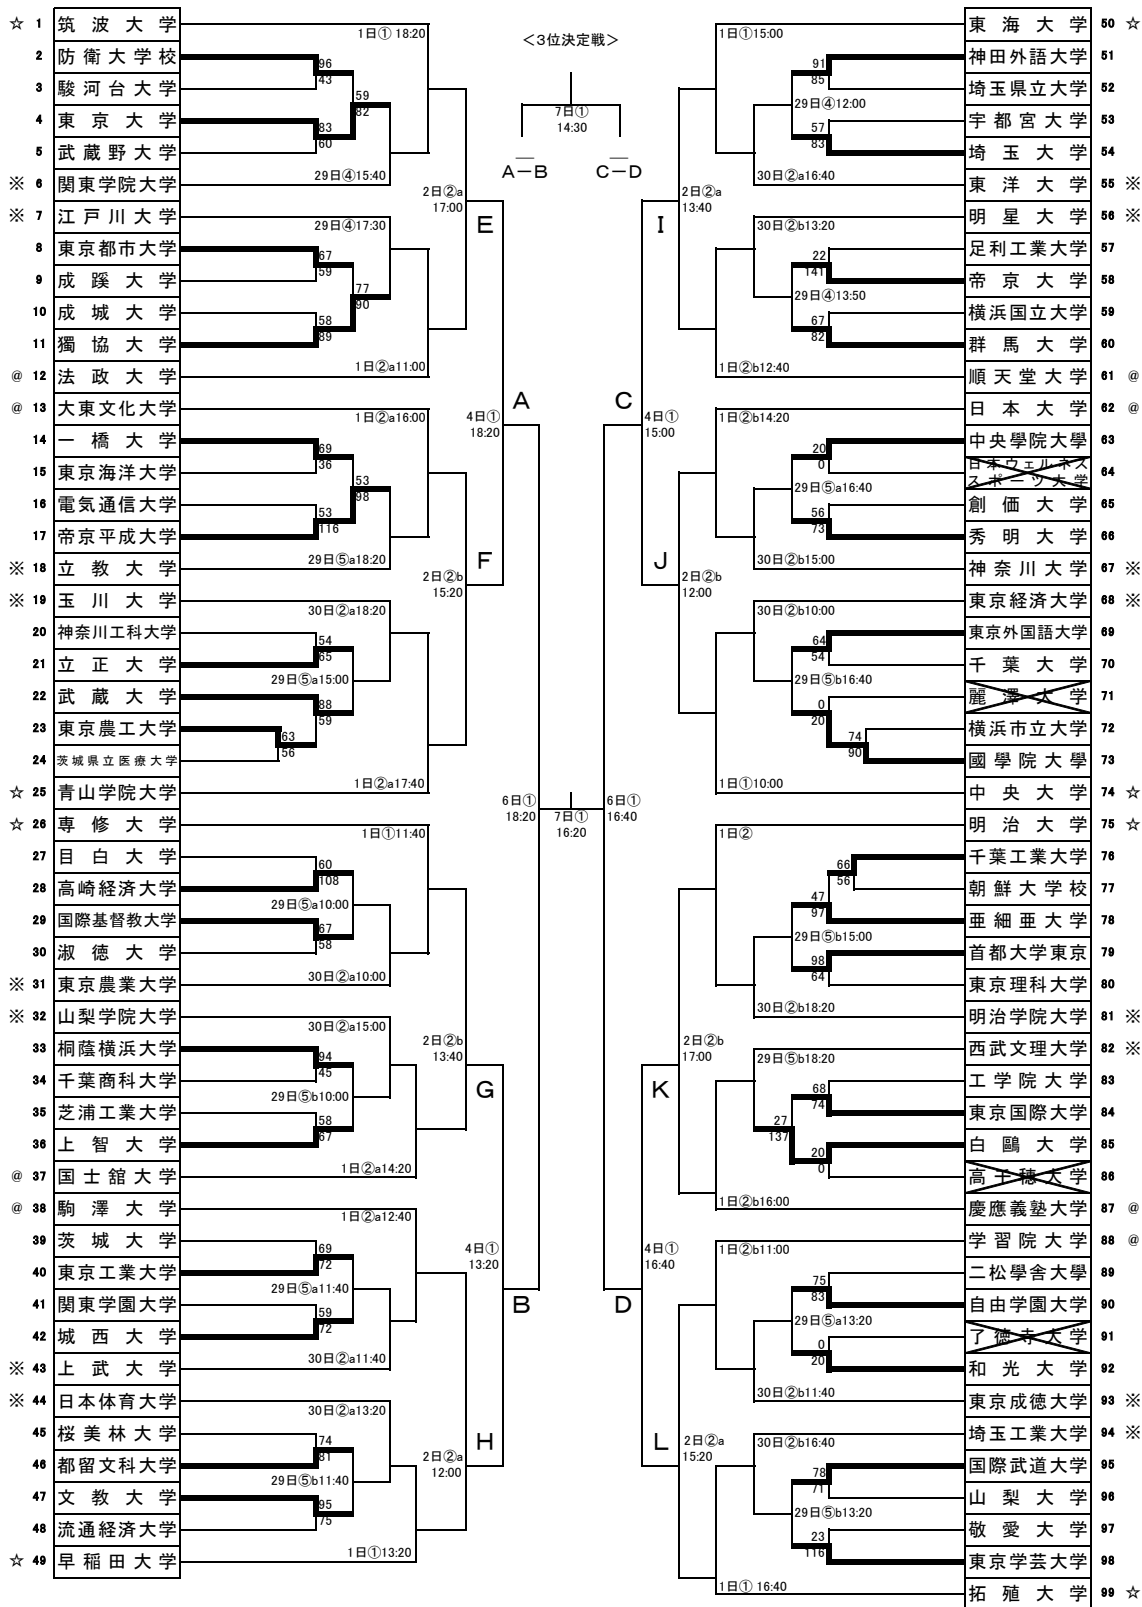 ☆ 1 筑波大学
2 防衛大学校
3 駿河台大学
4 東京大学
5 武蔵野大学
※ 6 関東学院大学
※ 7 江戸川大学
8 東京都市大学
9 成蹊大学
10 成城大学
11 獨協大学
@ 12 法政大学
@ 13 大東文化大学
14 一橋大学
15 東京海洋大学
16 電気通信大学
17 帝京平成大学
※ 18 立教大学
※ 19 玉川大学
20 神奈川工科大学
21 立正大学
22 武蔵大学
23 東京農工大学
24 茨城県立医療大学
☆ 25 青山学院大学
☆ 26 専修大学
27 目白大学
28 高崎経済大学
29 国際基督教大学
30 淑徳大学
※ 31 東京農業大学
※ 32 山梨学院大学
33 桐蔭横浜大学
34 千葉商科大学
35 芝浦工業大学
36 上智大学
@ 37 国士舘大学
@ 38 駒澤大学
39 茨城大学
40 東京工業大学
41 関東学園大学
42 城西大学
※ 43 上武大学
※ 44 日本体育大学
45 桜美林大学
46 都留文科大学
47 文教大学
48 流通経済大学
☆ 49 早稲田大学
1日① 18:20
96
43
59
82
83
60
29日④15:40
2日②a
17:00
E
29日④17:30
67
59
77
90
58
89
1日②a11:00
A
4日①
18:20
1日②a16:00
69
36
53
98
53
116
29日⑤a18:20
F
2日②b
15:20
30日②a18:20
54
65
29日⑤a15:00
88
59
63
56
1日②a17:40
6日①
18:20
1日①11:40
60
108
29日⑤a10:00
67
58
30日②a10:00
30日②a15:00
2日②b
13:40
94
45
G
29日⑤b10:00
58
67
1日②a14:20
1日②a12:40
4日①
13:20
69
72
29日⑤a11:40
B
59
72
30日②a11:40
30日②a13:20
74
81
H
2日②a
12:00
29日⑤b11:40
95
75
1日①13:20
＜3位決定戦＞
7日①
14:30
A－B
C－D
7日①
16:20
1日①15:00
91
85
29日④12:00
57
83
30日②a16:40
2日②a
13:40
I
30日②b13:20
22
141
29日④13:50
67
82
1日②b12:40
C
4日①
15:00
1日②b14:20
20
0
29日⑤a16:40
56
73
30日②b15:00
J
2日②b
12:00
30日②b10:00
64
54
29日⑤b16:40
0
20
74
90
1日①10:00
6日①
16:40
1日②
66
56
47
97
29日⑤b15:00
98
64
30日②b18:20
2日②b
17:00
29日⑤b18:20
K
68
74
27
137
20
0
1日②b16:00
1日②b11:00
4日①
16:40
75
83
D
29日⑤a13:20
0
20
30日②b11:40
L
2日②a
15:20
30日②b16:40
78
71
29日⑤b13:20
23
116
1日① 16:40
東海大学 50 ☆
神田外語大学 51
埼玉県立大学 52
宇都宮大学 53
埼玉大学 54
東洋大学 55 ※
明星大学 56 ※
足利工業大学 57
帝京大学 58
横浜国立大学 59
群馬大学 60
順天堂大学 61 @
日本大学 62 @
中央學院大學 63
日本ウェルネス
スポーツ大学 64
創価大学 65
秀明大学 66
神奈川大学 67 ※
東京経済大学 68 ※
東京外国語大学 69
千葉大学 70
麗澤大学 71
横浜市立大学 72
國學院大學 73
中央大学 74 ☆
明治大学 75 ☆
千葉工業大学 76
朝鮮大学校 77
亜細亜大学 78
首都大学東京 79
東京理科大学 80
明治学院大学 81 ※
西武文理大学 82 ※
工学院大学 83
東京国際大学 84
白鷗大学 85
高千穂大学 86
慶應義塾大学 87 @
学習院大学 88 @
二松學舎大學 89
自由学園大学 90
了德寺大学 91
和光大学 92
東京成徳大学 93 ※
埼玉工業大学 94 ※
国際武道大学 95
山梨大学 96
敬愛大学 97
東京学芸大学 98
拓殖大学 99 ☆